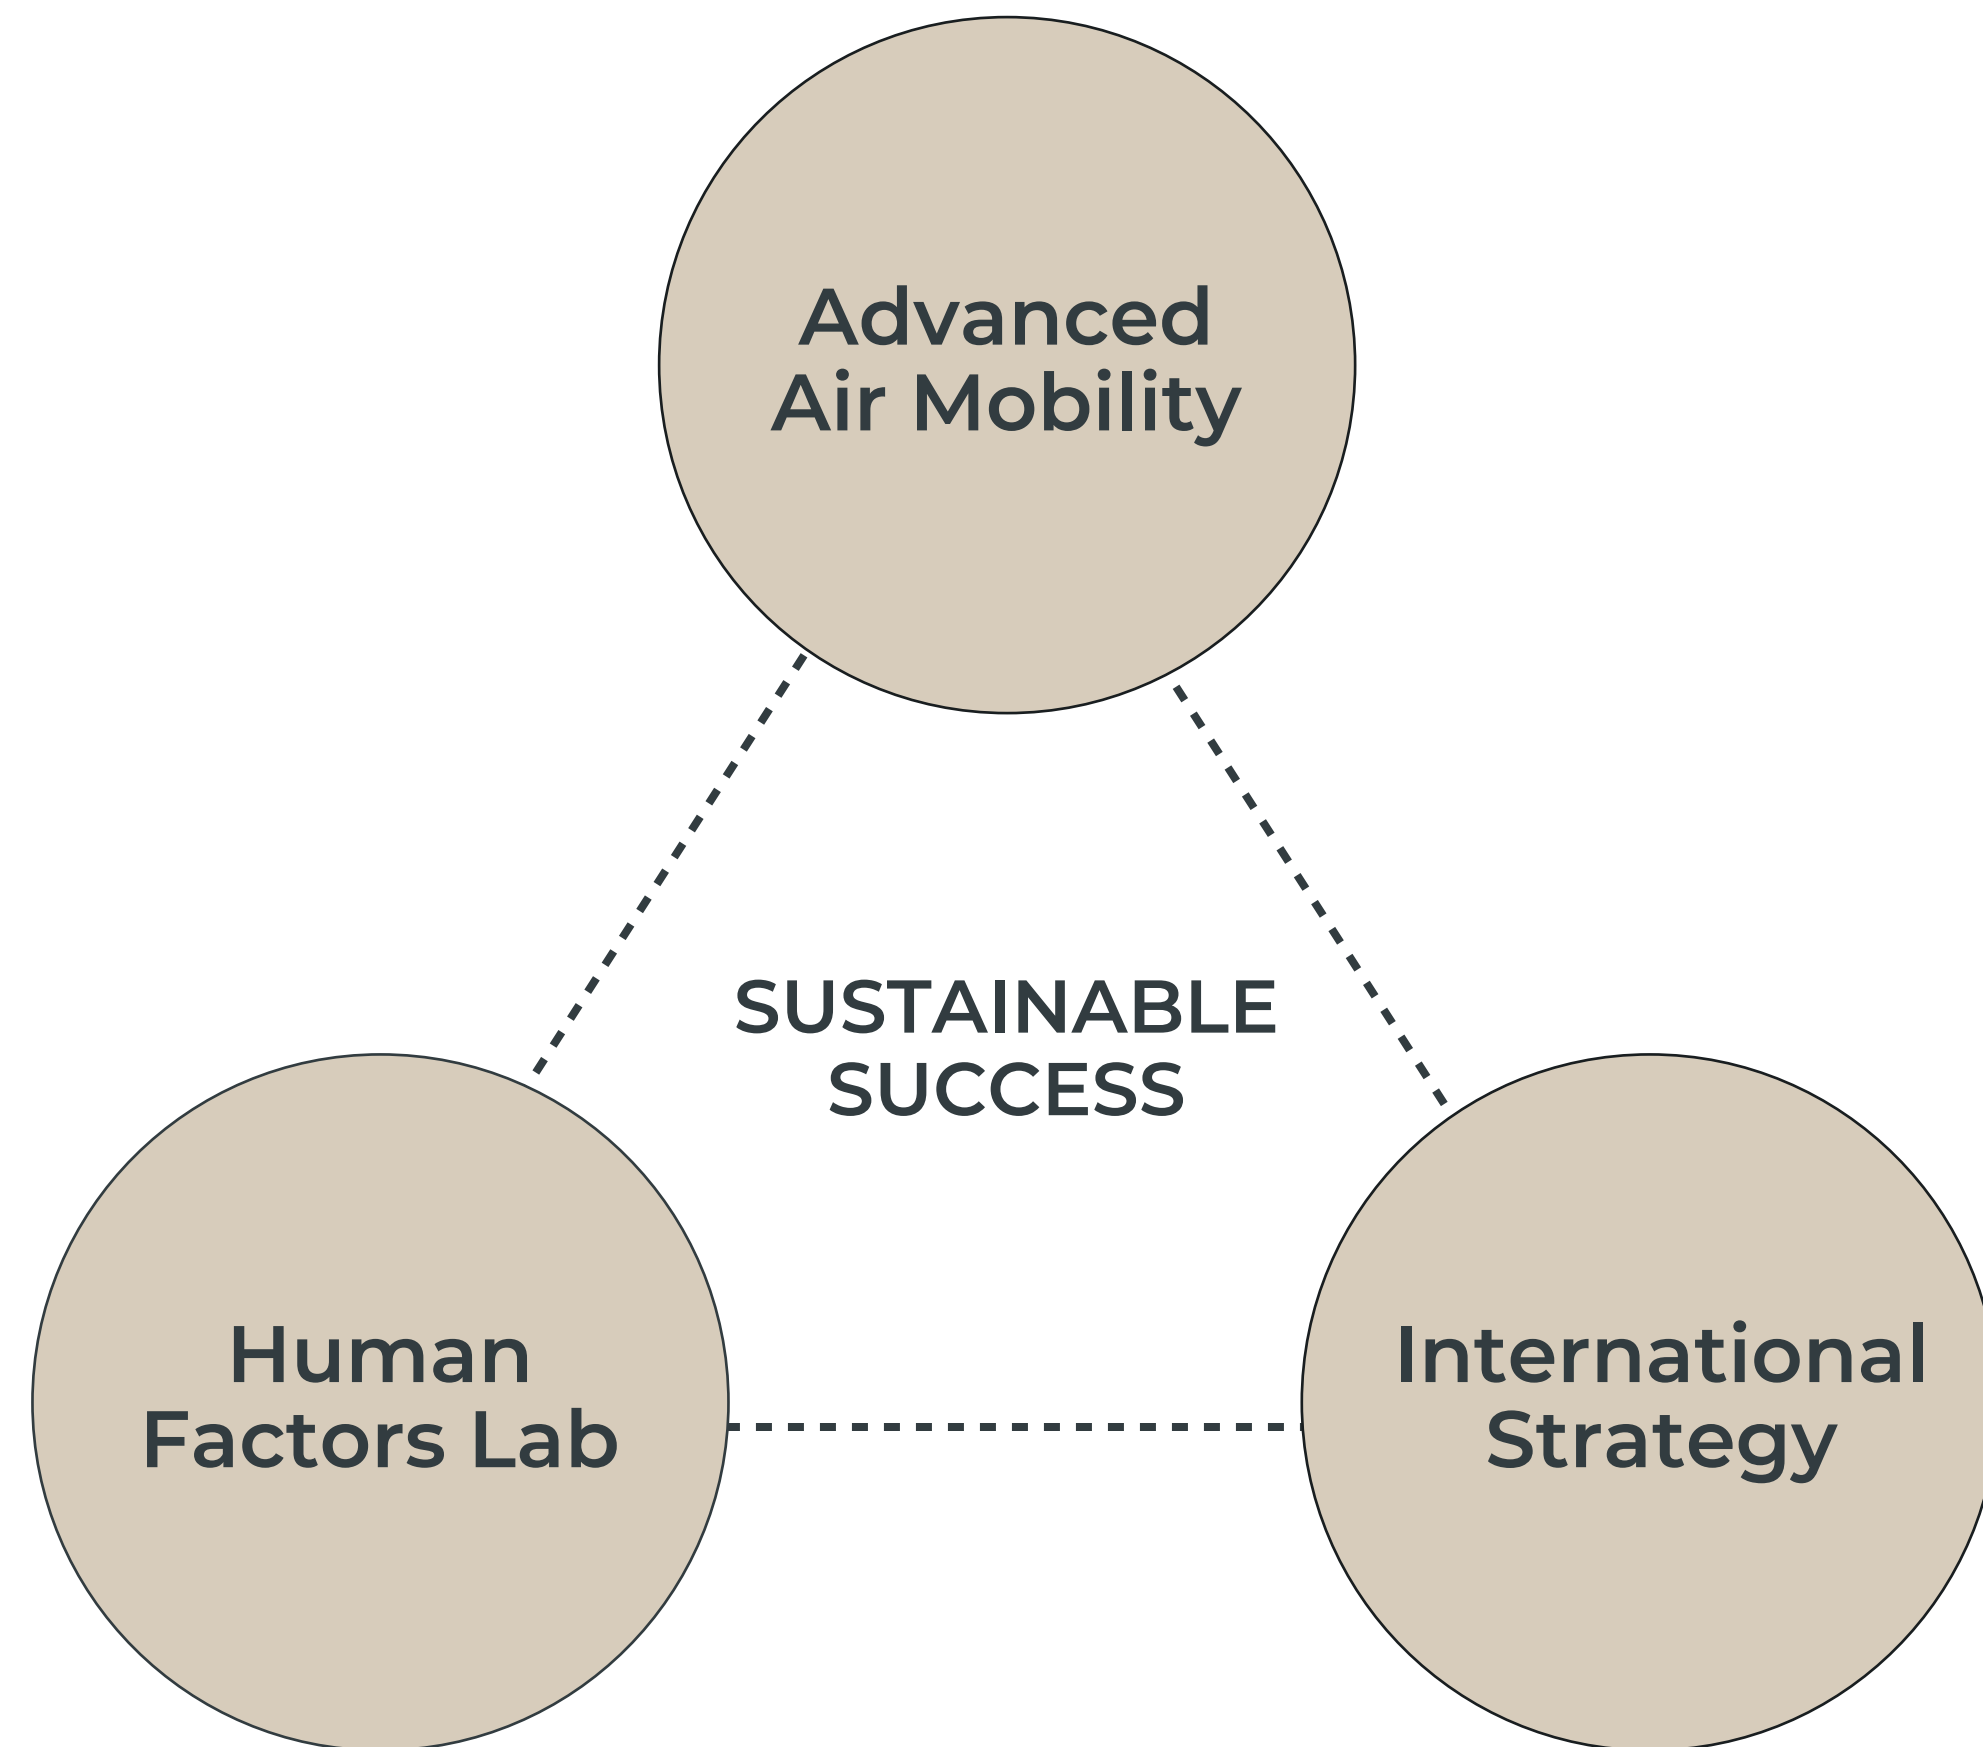 Advanced
Air Mobility
SUSTAINABLE
SUCCESS
Human
Factors Lab
International
Strategy